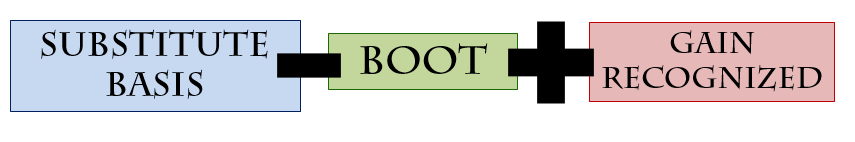 SUBSTITUTE
BASIS
BOOT
GAIN
RECOGNIZED